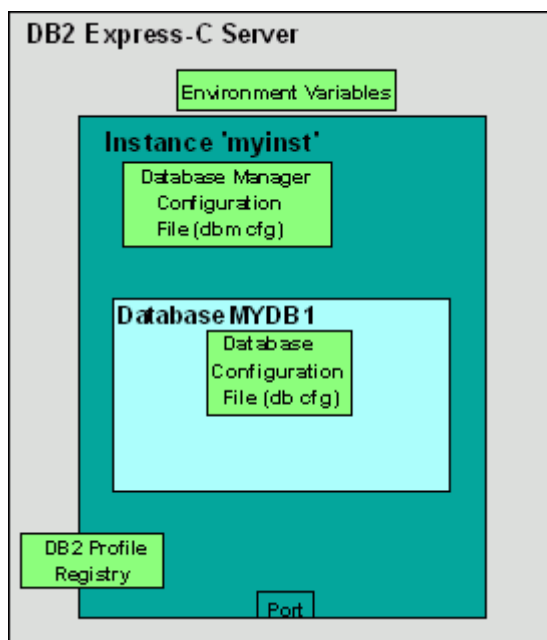 DB2 Express-C Server
Environment Variables
Instance 'myinst'
Database Manager
Configuration
File (dbm cfg)
Database MYDB1
Database
Configuration
File (db cfg)
DB2 Profile
Registry
Port